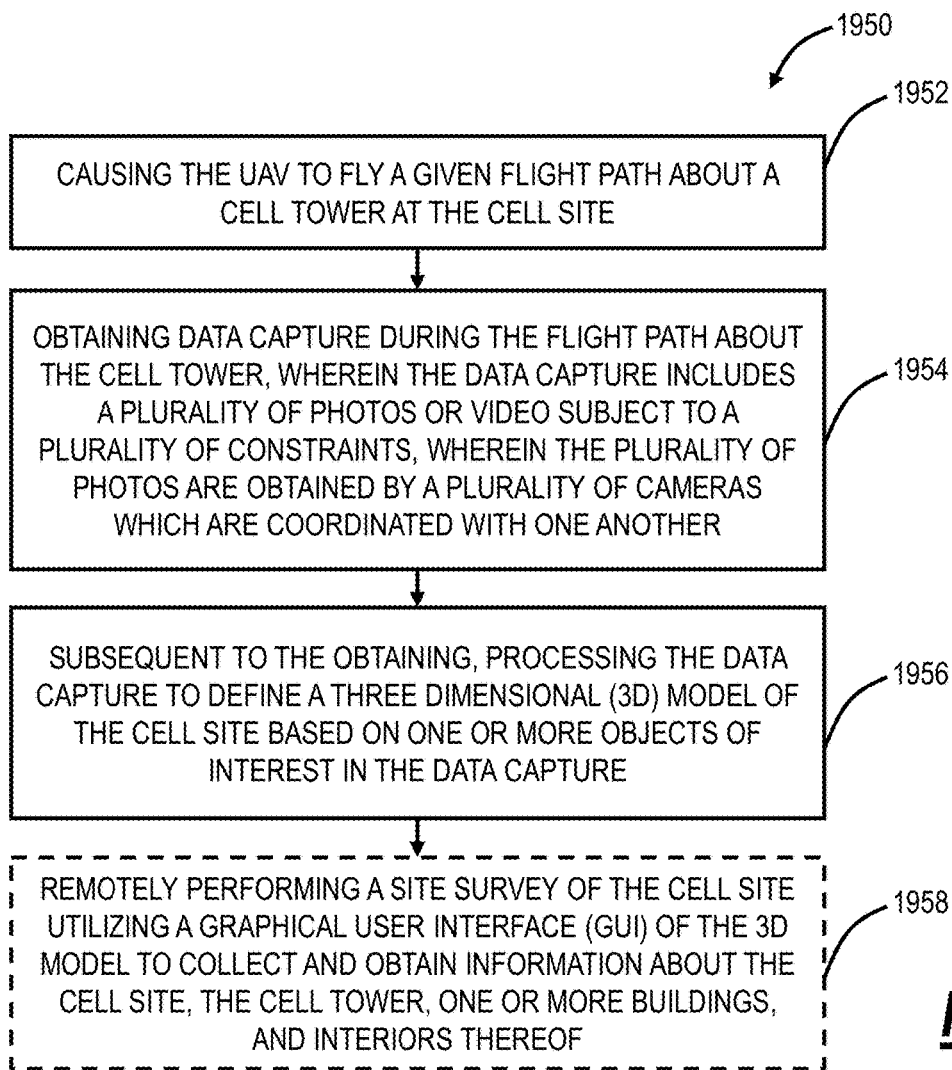 1950
1952
CAUSING THE UAV TO FLY A GIVEN FLIGHT PATH ABOUT A
CELL TOWER AT THE CELL SITE
OBTAINING DATA CAPTURE DURING THE FLIGHT PATH ABOUT
THE CELL TOWER, WHEREIN THE DATA CAPTURE INCLUDES
A PLURALITY OF PHOTOS OR VIDEO SUBJECT TO A
PLURALITY OF CONSTRAINTS, WHEREIN THE PLURALITY OF
PHOTOS ARE OBTAINED BY A PLURALITY OF CAMERAS
WHICH ARE COORDINATED WITH ONE ANOTHER
1954
SUBSEQUENT TO THE OBTAINING, PROCESSING THE DATA
CAPTURE TO DEFINE A THREE DIMENSIONAL (3D) MODEL OF
THE CELL SITE BASED ON ONE OR MORE OBJECTS OF
INTEREST IN THE DATA CAPTURE
1956
REMOTELY PERFORMING A SITE SURVEY OF THE CELL SITE
UTILIZING A GRAPHICAL USER INTERFACE (GUI) OF THE 3D
MODEL TO COLLECT AND OBTAIN INFORMATION ABOUT THE
CELL SITE, THE CELL TOWER, ONE OR MORE BUILDINGS,
AND INTERIORS THEREOF
1958